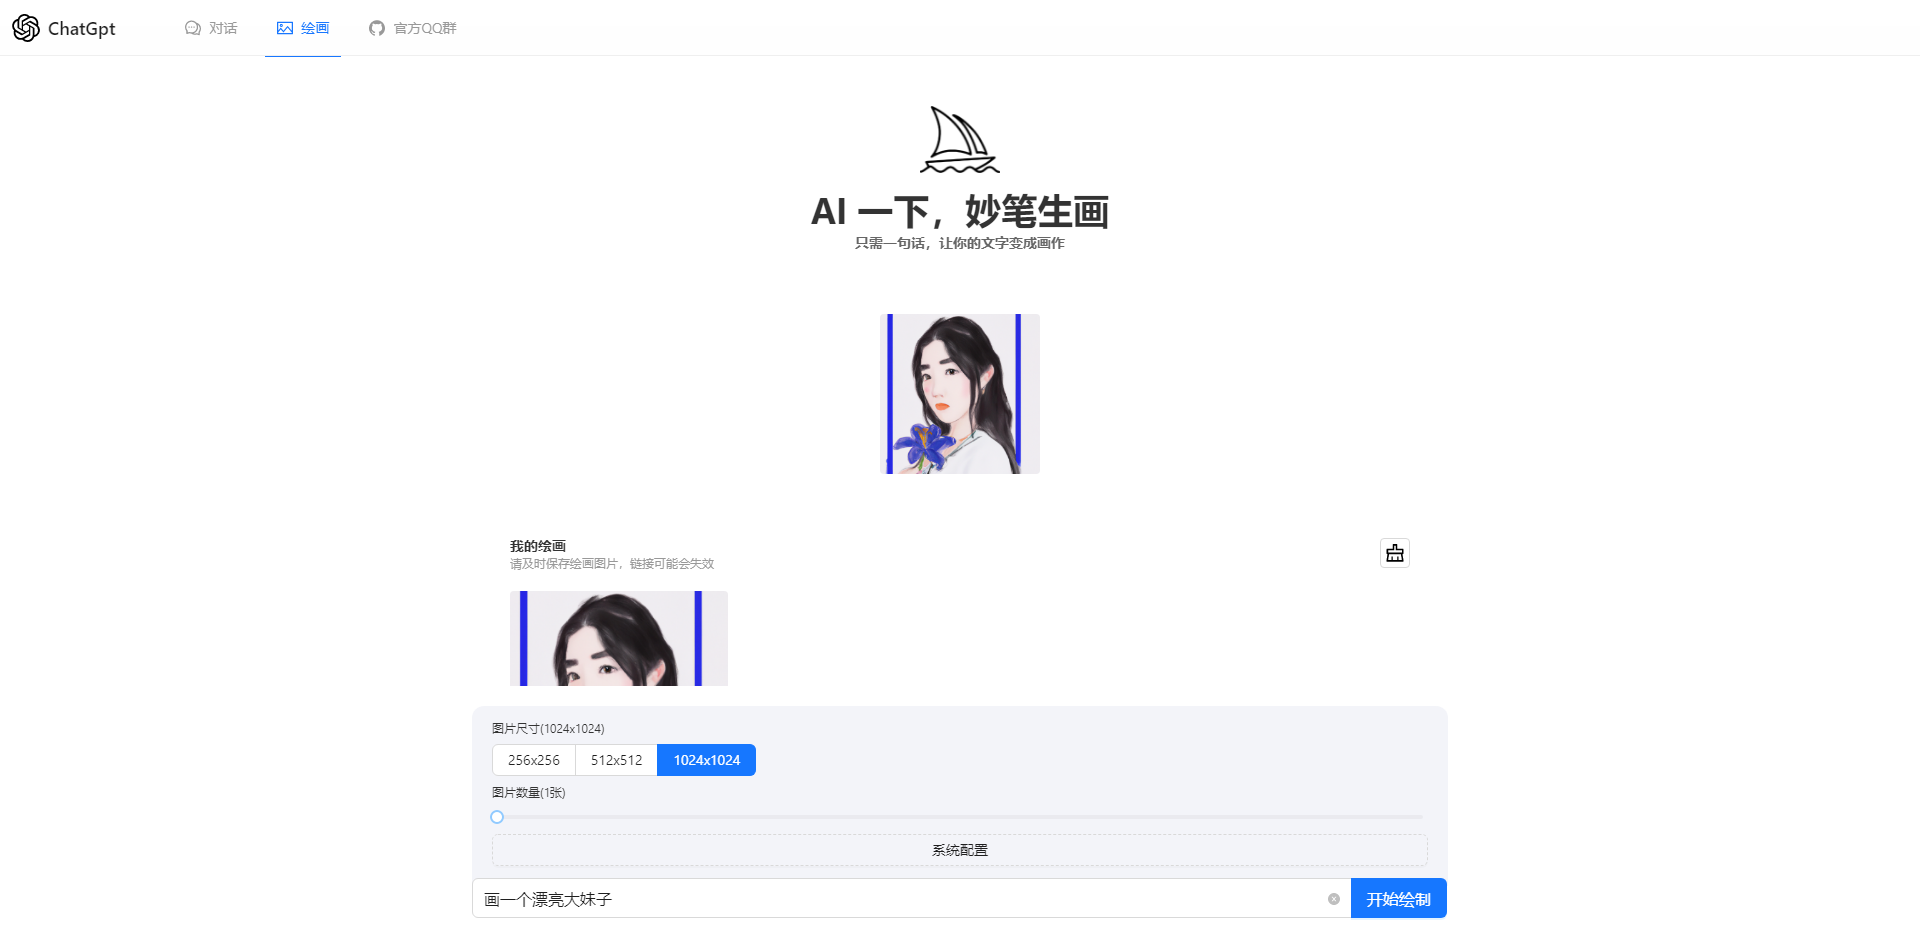 ChatGpt
对话
绘画
官方QQ群
AI 一下，妙笔生画
只需一句话，让你的文字变成画作
我的绘画
请及时保存绘画图片，链接可能会失效
图片尺寸(1024x1024)
256x256
512x512
1024x1024
图片数量(1张)
系统配置
画一个漂亮大妹子
开始绘制